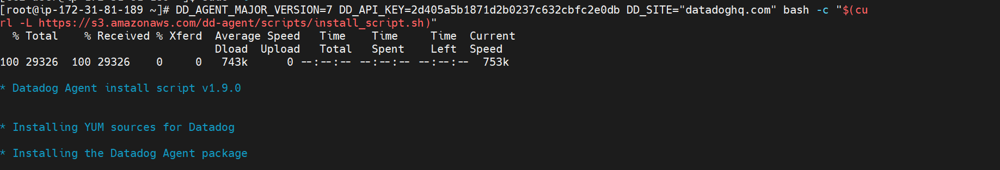 [root@ip-172-31-81-189 ~]# DD_AGENT_MAJOR_VERSION=7 DD_API_KEY=2d405a5b1871d2b0237c632cbfc2e0db DD_SITE="datadoghq.com" bash -c "$(cu
rl -L https://s3.amazonaws.com/dd-agent/scripts/install_script.sh)"
% Total % Received % Xferd Average Speed Time Time Time Current
Dload Upload Total Spent Left Speed
100 29326 100 29326 0 0 743k 0 --:--:-- --:--:-- --:--:-- 753k
* Datadog Agent install script v1.9.0
* Installing YUM sources for Datadog
* Installing the Datadog Agent package